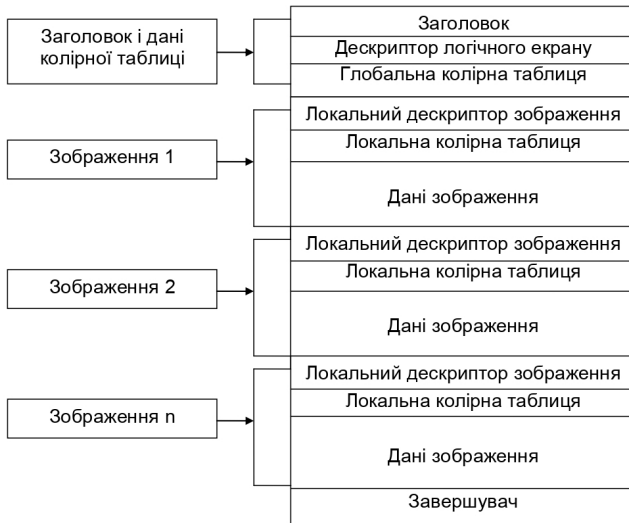 Заголовок і дані
колірної таблиці
Заголовок
Дескриптор логічного екрану
Глобальна колірна таблиця
Зображення 1
Локальний дескриптор зображення
Локальна колірна таблиця
Дані зображення
Зображення 2
Локальний дескриптор зображення
Локальна колірна таблиця
Дані зображення
Зображення n
Локальний дескриптор зображення
Локальна колірна таблиця
Дані зображення
Завершувач